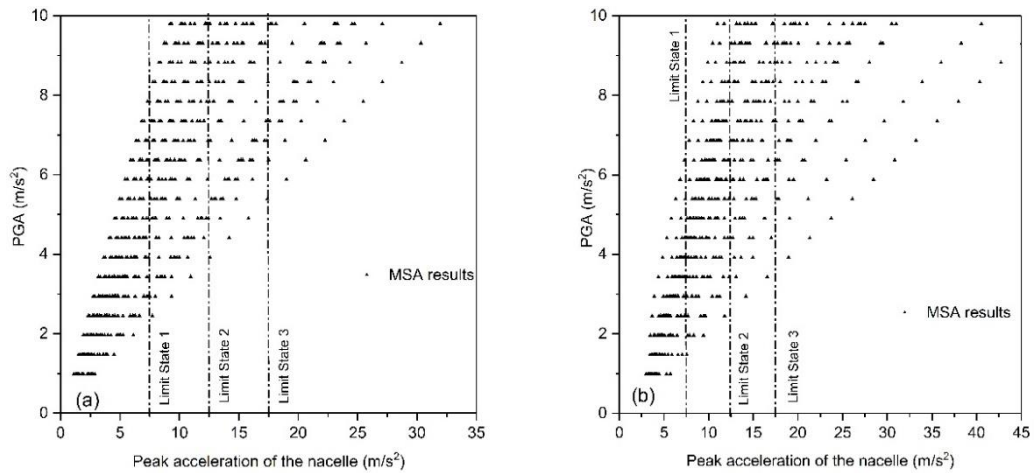 10
8
6
4
2
0
PGA (m/s²)
Limit State 1
Limit State 2
Limit State 3
MSA results
(a)
0 5 10 15 20 25 30 35
Peak acceleration of the nacelle (m/s²)
10
8
6
4
2
0
PGA (m/s²)
Limit State 1
Limit State 2
Limit State 3
MSA results
(b)
0 5 10 15 20 25 30 35 40 45
Peak acceleration of the nacelle (m/s²)